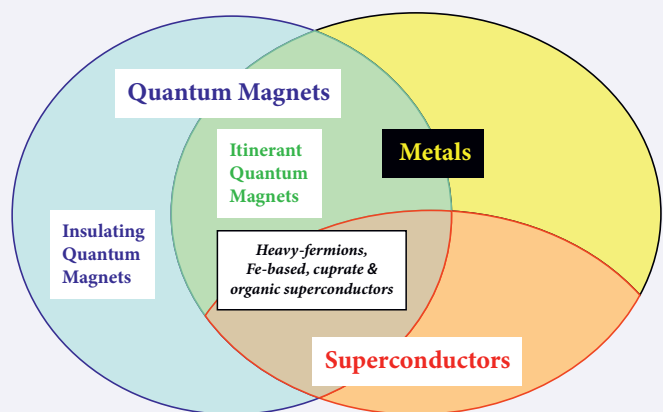 Quantum Magnets
Itinerant
Quantum
Magnets
Metals
Insulating
Quantum
Magnets
Heavy-fermions,
Fe-based, cuprate &
organic superconductors
Superconductors